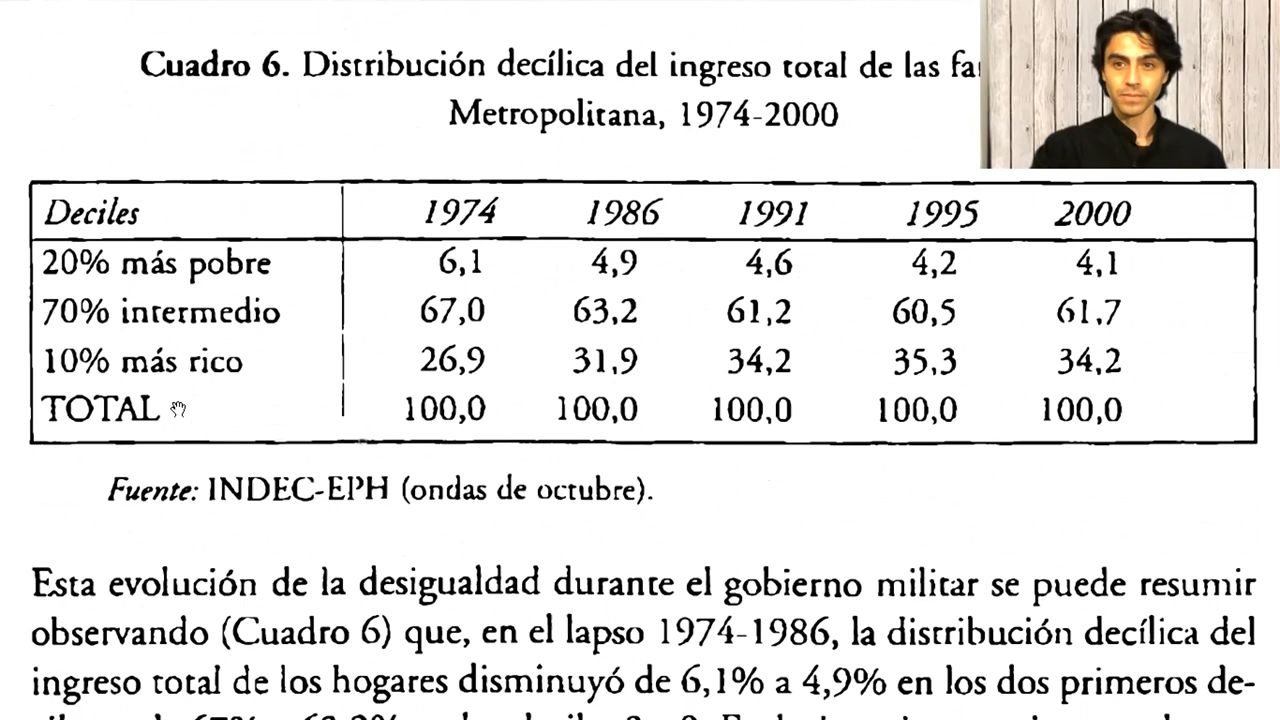 Cuadro 6. Distribución decílica del ingreso total de las
Metropolitana, 1974-2000
Deciles 1974 1986 1991 1995 2000
20% más pobre 6,1 4,9 4,6 4,2 4,1
70% intermedio 67,0 63,2 61,2 60,5 61,7
10% más rico 26,9 31,9 34,2 35,3 34,2
TOTAL 100,0 100,0 100,0 100,0 100,0
Fuente: INDEC-EPH (ondas de octubre).
Esta evolución de la desigualdad durante el gobierno militar se puede resumir
observando (Cuadro 6) que, en el lapso 1974-1986, la distribución decílica del
ingreso total de los hogares disminuyó de 6,1% a 4,9% en los dos primeros de-